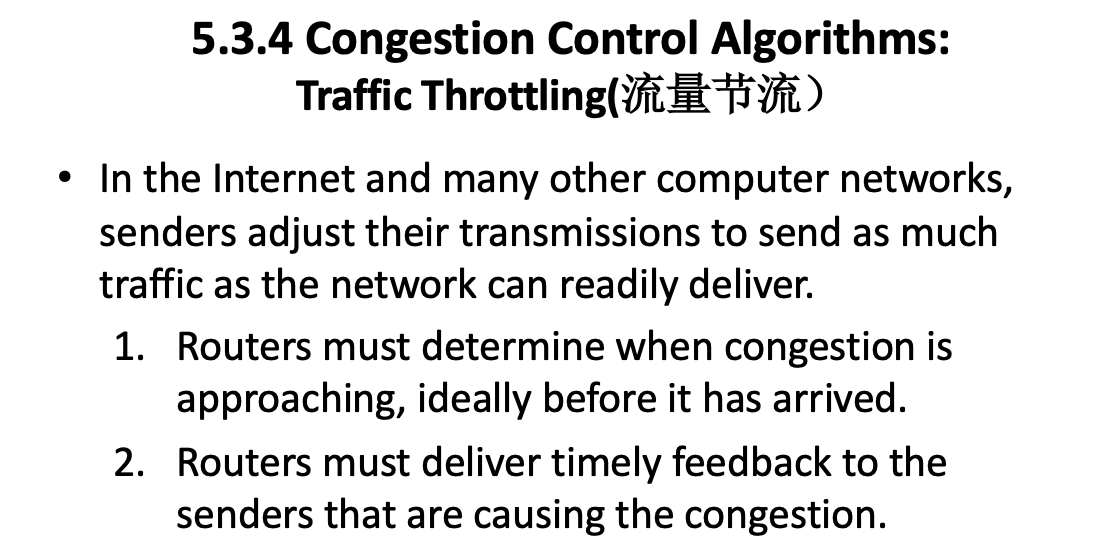 5.3.4 Congestion Control Algorithms:
Traffic Throttling(流量节流）
• In the Internet and many other computer networks,
senders adjust their transmissions to send as much
traffic as the network can readily deliver.
1. Routers must determine when congestion is
approaching, ideally before it has arrived.
2. Routers must deliver timely feedback to the
senders that are causing the congestion.